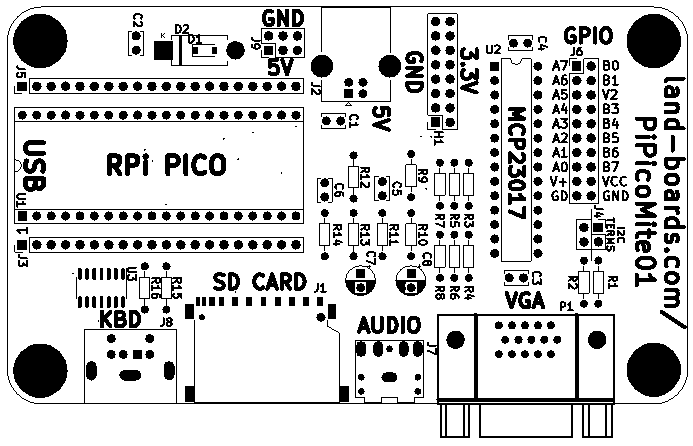 C2
K
D2
D1
GND
J9
5V
J5
J2
5V
C1
GND
3.3V
H1
U2
C4
MCP23017
GPIO
J6
A7 B0
A6 B1
A5 V2
A4 B3
A3 B4
A2 B5
A1 B6
A0 B7
V+ VCC
GD GND
J4
I2C
TERMS
land-boards.com/
PiPicoMite01
USB
RPi PICO
U1
1
J3
R12
R9
C6
C5
R14
R13
R11
R10
R7
R5
R3
R8
R6
R4
C7
C8
C3
R2
R1
U3
R16
R15
SD CARD
J1
KBD
J8
AUDIO
J7
VGA
P1